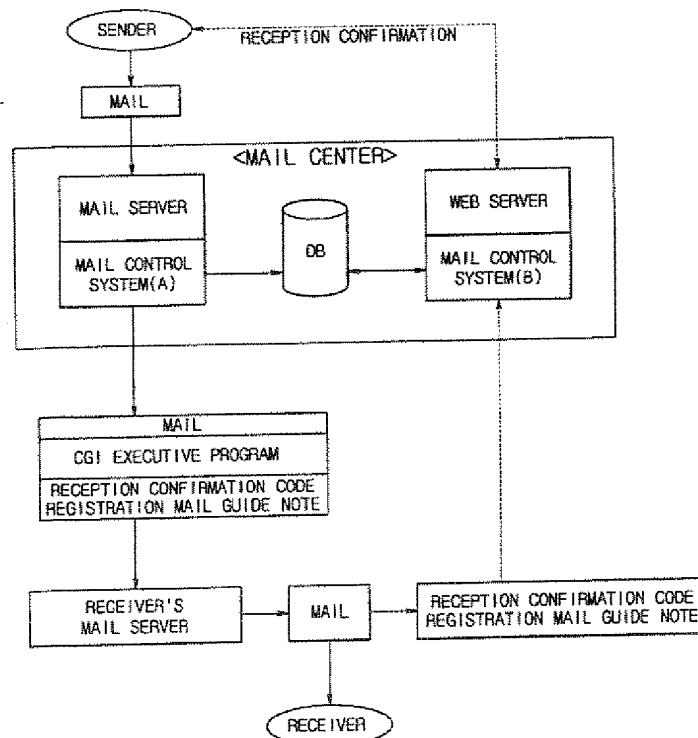 SENDER
RECEPTION CONFIRMATION
MAIL
<MAIL CENTER>
MAIL SERVER
MAIL CONTROL
SYSTEM(A)
DB
WEB SERVER
MAIL CONTROL
SYSTEM(B)
MAIL
CGI EXECUTIVE PROGRAM
RECEPTION CONFIRMATION CODE
REGISTRATION MAIL GUIDE NOTE
RECEIVER'S
MAIL SERVER
MAIL
RECEPTION CONFIRMATION CODE
REGISTRATION MAIL GUIDE NOTE
RECEIVER